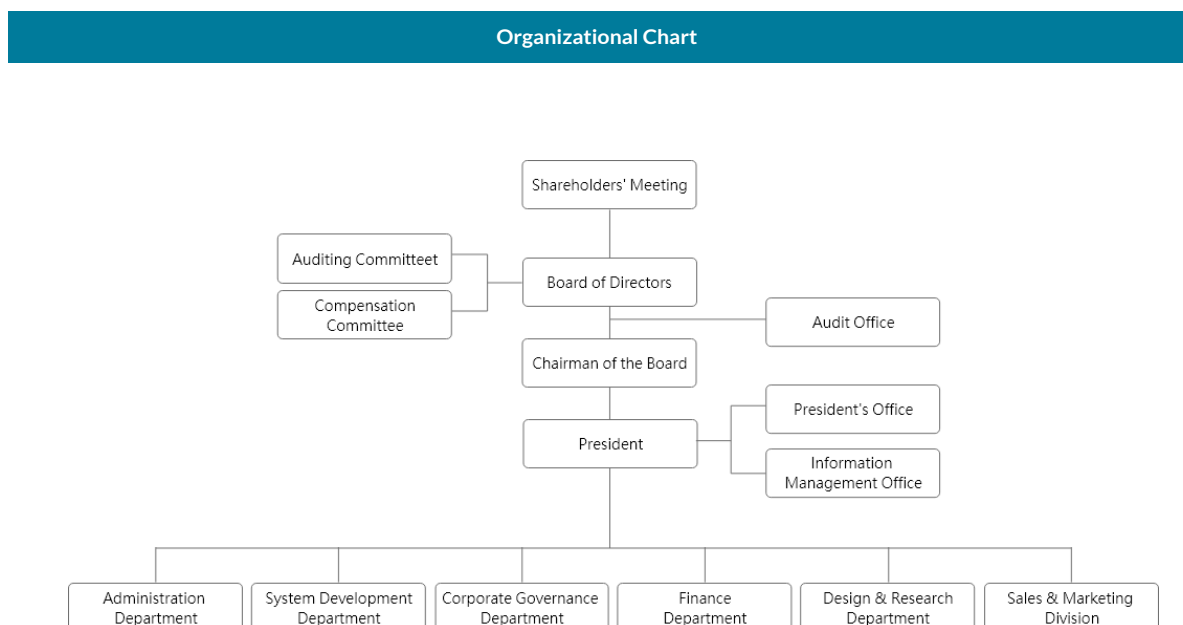 Organizational Chart
Shareholders' Meeting
Auditing Committeet
Board of Directors
Compensation
Committee
Audit Office
Chairman of the Board
President's Office
President
Information
Management Office
Administration
Department
System Development
Department
Corporate Governance
Department
Finance
Department
Design & Research
Department
Sales & Marketing
Division